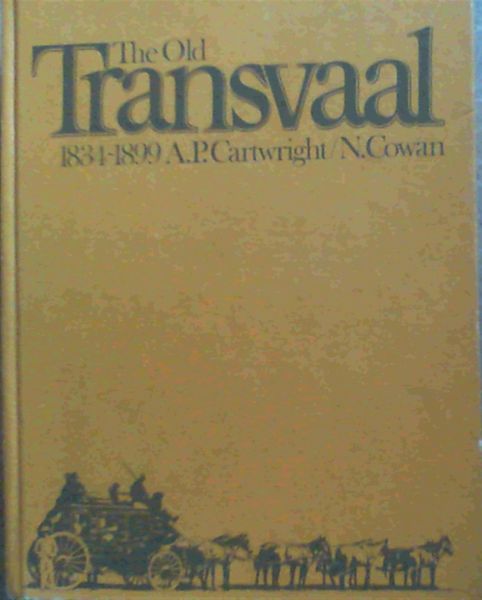 The Old
Transvaal
1834-1899 A.P. Cartwright/N. Cowan